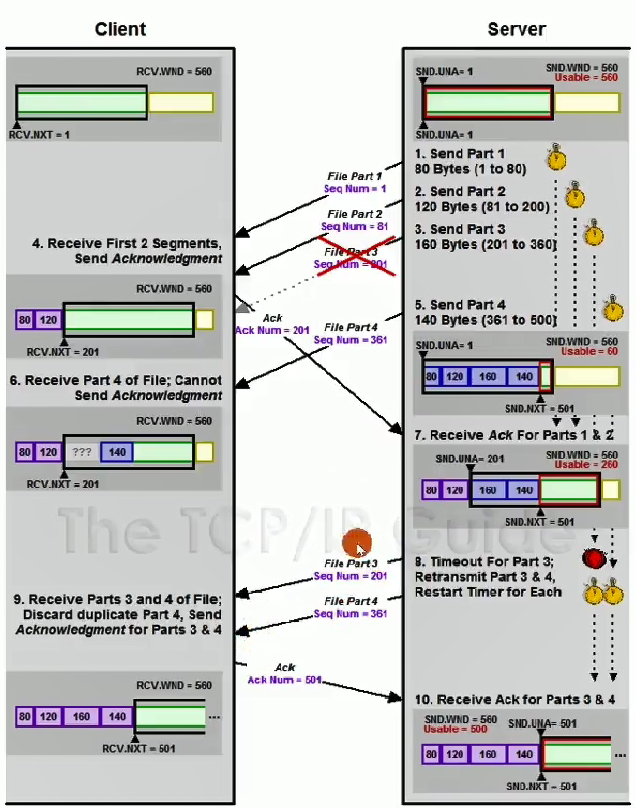 Client
Server
RCV.WND = 560
RCV.NXT = 1
SND.UNA= 1
SND.WND = 560
Usable = 560
SND.UNA= 1
1. Send Part 1
80 Bytes (1 to 80)
File Part 1
Seq Num = 1
2. Send Part 2
120 Bytes (81 to 200)
File Part 2
Seq Num = 81
3. Send Part 3
160 Bytes (201 to 360)
File Part 3
Seq Num = 201
4. Receive First 2 Segments,
Send Acknowledgment
RCV.WND = 560
80 120
RCV.NXT = 201
Ack
Ack Num = 201
5. Send Part 4
140 Bytes (361 to 500)
File Part 4
Seq Num = 361
SND.UNA= 1
SND.WND = 560
Usable = 60
80 120 160 140
SND.NXT = 501
6. Receive Part 4 of File; Cannot
Send Acknowledgment
RCV.WND = 560
80 120 ??? 140
RCV.NXT = 201
7. Receive Ack For Parts 1 & 2
SND.UNA= 201
SND.WND = 560
Usable = 260
80 120 160 140
SND.NXT = 501
The TCP/IP Guide
8. Timeout For Part 3;
Retransmit Part 3 & 4,
Restart Timer for Each
File Part 3
Seq Num = 201
File Part 4
Seq Num = 361
9. Receive Parts 3 and 4 of File;
Discard duplicate Part 4, Send
Acknowledgment for Parts 3 & 4
Ack
Ack Num = 501
RCV.WND = 560
80 120 160 140 ...
RCV.NXT = 501
10. Receive Ack for Parts 3 & 4
SND.WND = 560
Usable = 500
SND.UNA= 501
80 120 160 140 ...
SND.NXT = 501